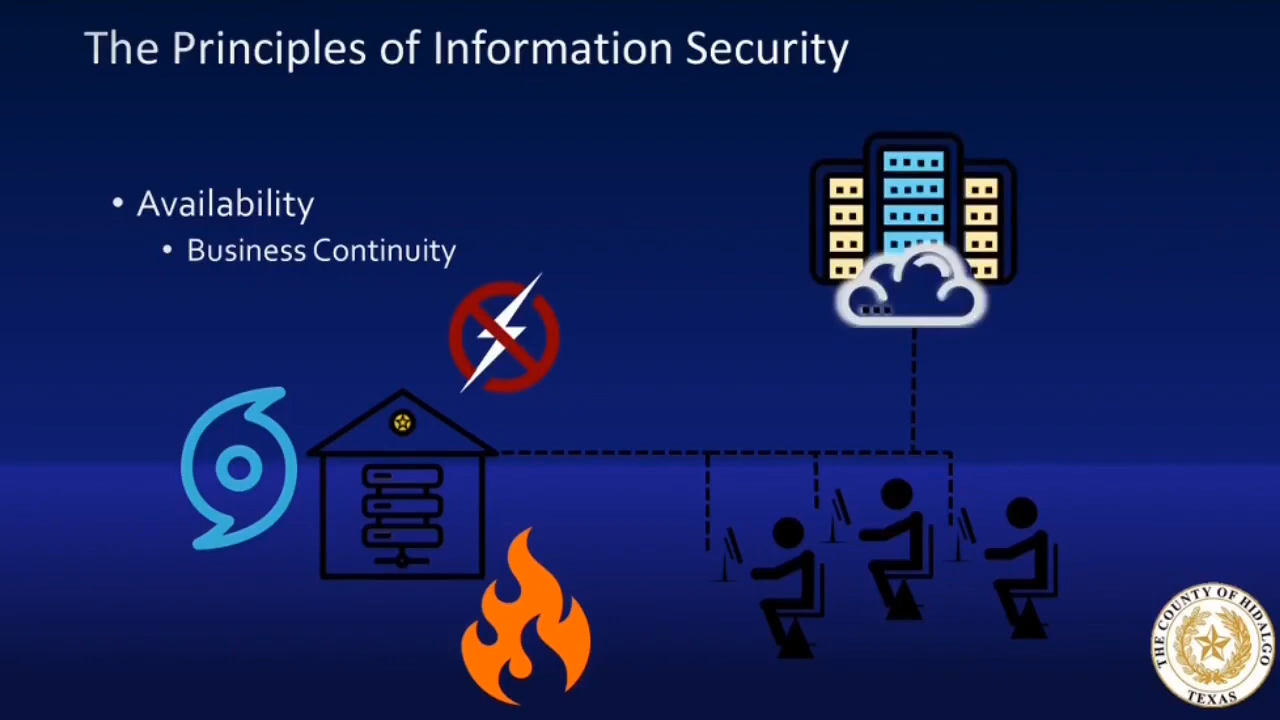 The Principles of Information Security
• Availability
• Business Continuity
THE COUNTY OF HIDALGO
TEXAS